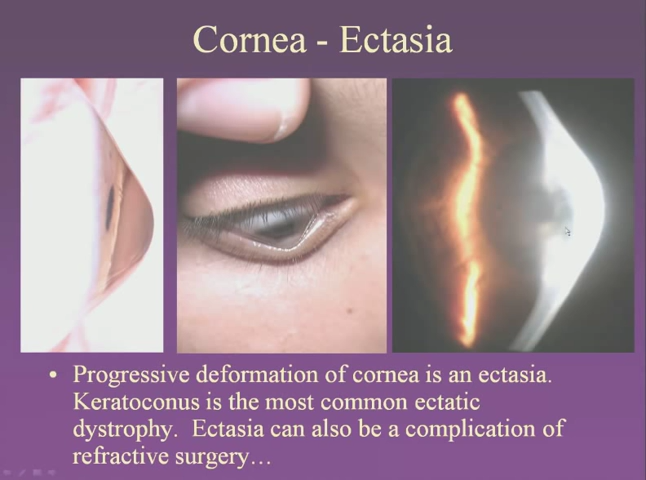 Cornea - Ectasia
• Progressive deformation of cornea is an ectasia.
Keratoconus is the most common ectatic
dystrophy.  Ectasia can also be a complication of
refractive surgery…